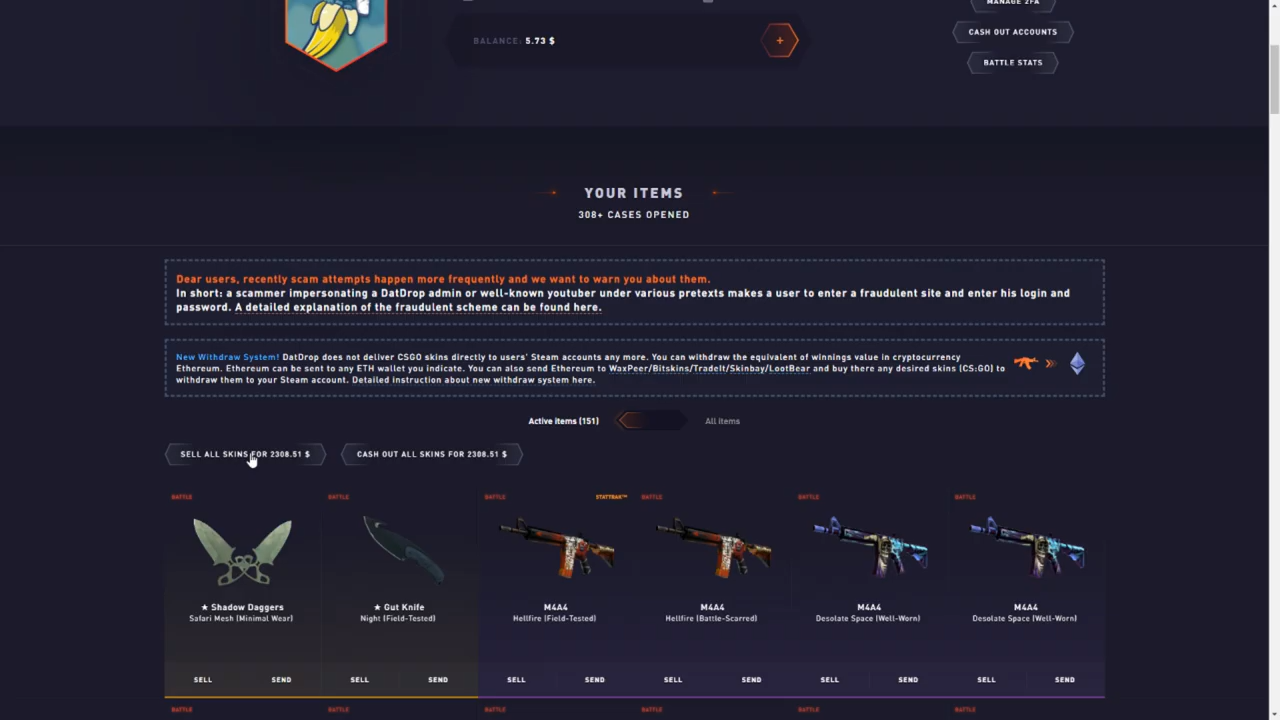 MANAGE 2FA
BALANCE: 5.73 $
+
CASH OUT ACCOUNTS
BATTLE STATS
YOUR ITEMS
308+ CASES OPENED
Dear users, recently scam attempts happen more frequently and we want to warn you about them.
In short: a scammer impersonating a DatDrop admin or well-known youtuber under various pretexts makes a user to enter a fraudulent site and enter his login and
password. A detailed explanation of the fraudulent scheme can be found here.
New Withdraw System! DatDrop does not deliver CSGO skins directly to users' Steam accounts any more. You can withdraw the equivalent of winnings value in cryptocurrency
Ethereum. Ethereum can be sent to any ETH wallet you indicate. You can also send Ethereum to WaxPeer/Bitskins/TradeIt/Skinbay/LootBear and buy there any desired skins (CS:GO) to
withdraw them to your Steam account. Detailed instruction about new withdraw system here.
Active items (151) All items
SELL ALL SKINS FOR 2308.51 $ CASH OUT ALL SKINS FOR 2308.51 $
BATTLE BATTLE BATTLE STATTRAK™ BATTLE BATTLE BATTLE
★ Shadow Daggers ★ Gut Knife M4A4 M4A4 M4A4 M4A4
Safari Mesh (Minimal Wear) Night (Field-Tested) Hellfire (Field-Tested) Hellfire (Battle-Scarred) Desolate Space (Well-Worn) Desolate Space (Well-Worn)
SELL SEND SELL SEND SELL SEND SELL SEND SELL SEND SELL SEND
BATTLE BATTLE BATTLE BATTLE BATTLE BATTLE